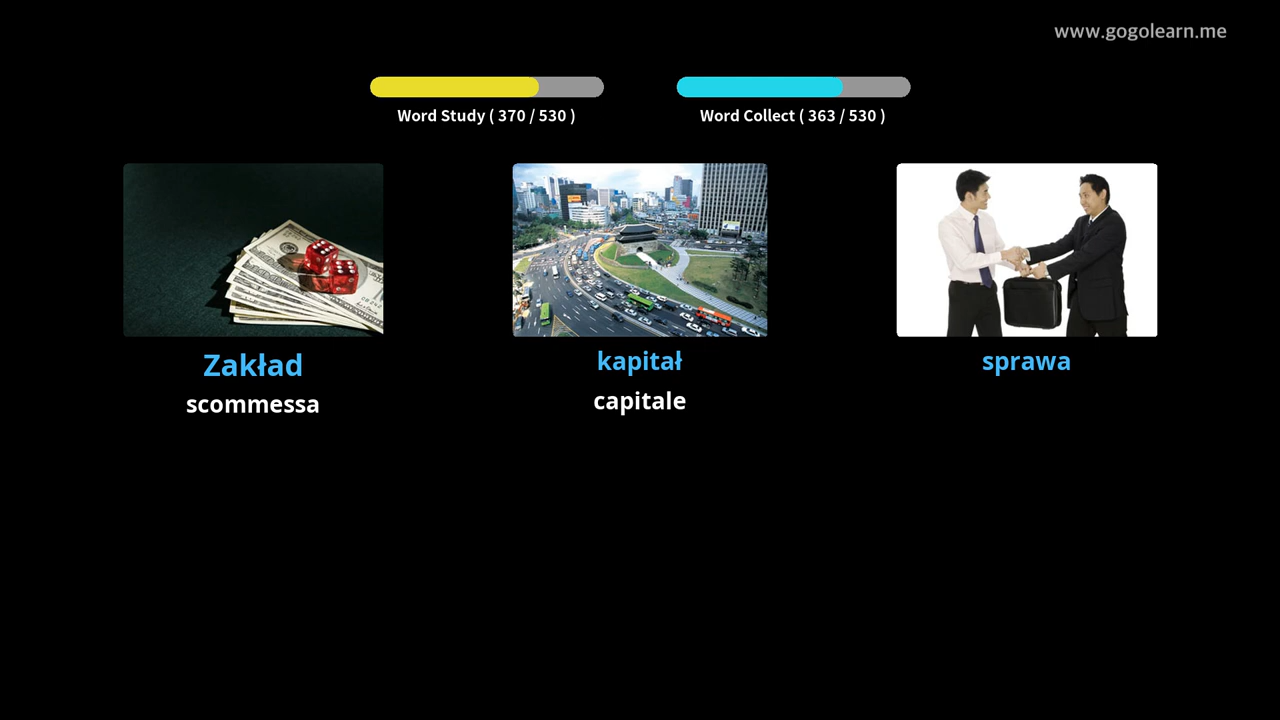 www.gogolearn.me
Word Study ( 370 / 530 )
Word Collect ( 363 / 530 )
Zakład
kapitał
sprawa
scommessa
capitale